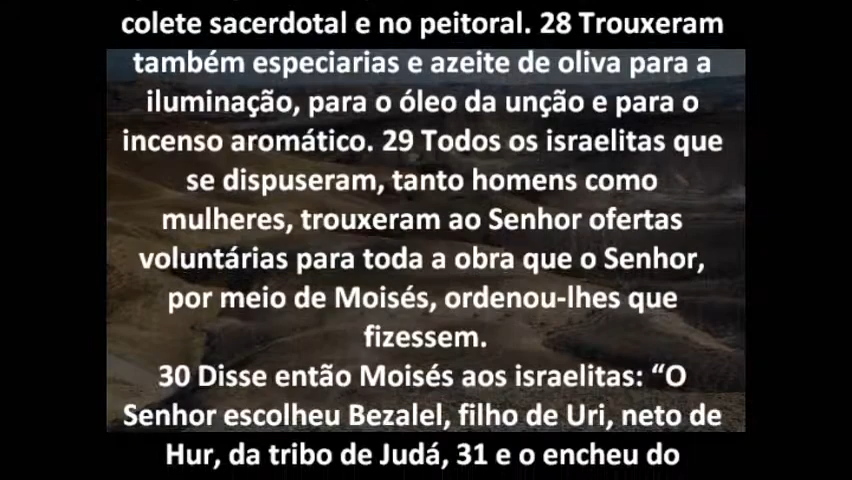 colete sacerdotal e no peitoral. 28 Trouxeram
também especiarias e azeite de oliva para a
iluminação, para o óleo da unção e para o
incenso aromático. 29 Todos os israelitas que
se dispuseram, tanto homens como
mulheres, trouxeram ao Senhor ofertas
voluntárias para toda a obra que o Senhor,
por meio de Moisés, ordenou-lhes que
fizessem.
30 Disse então Moisés aos israelitas: “O
Senhor escolheu Bezalel, filho de Uri, neto de
Hur, da tribo de Judá, 31 e o encheu do